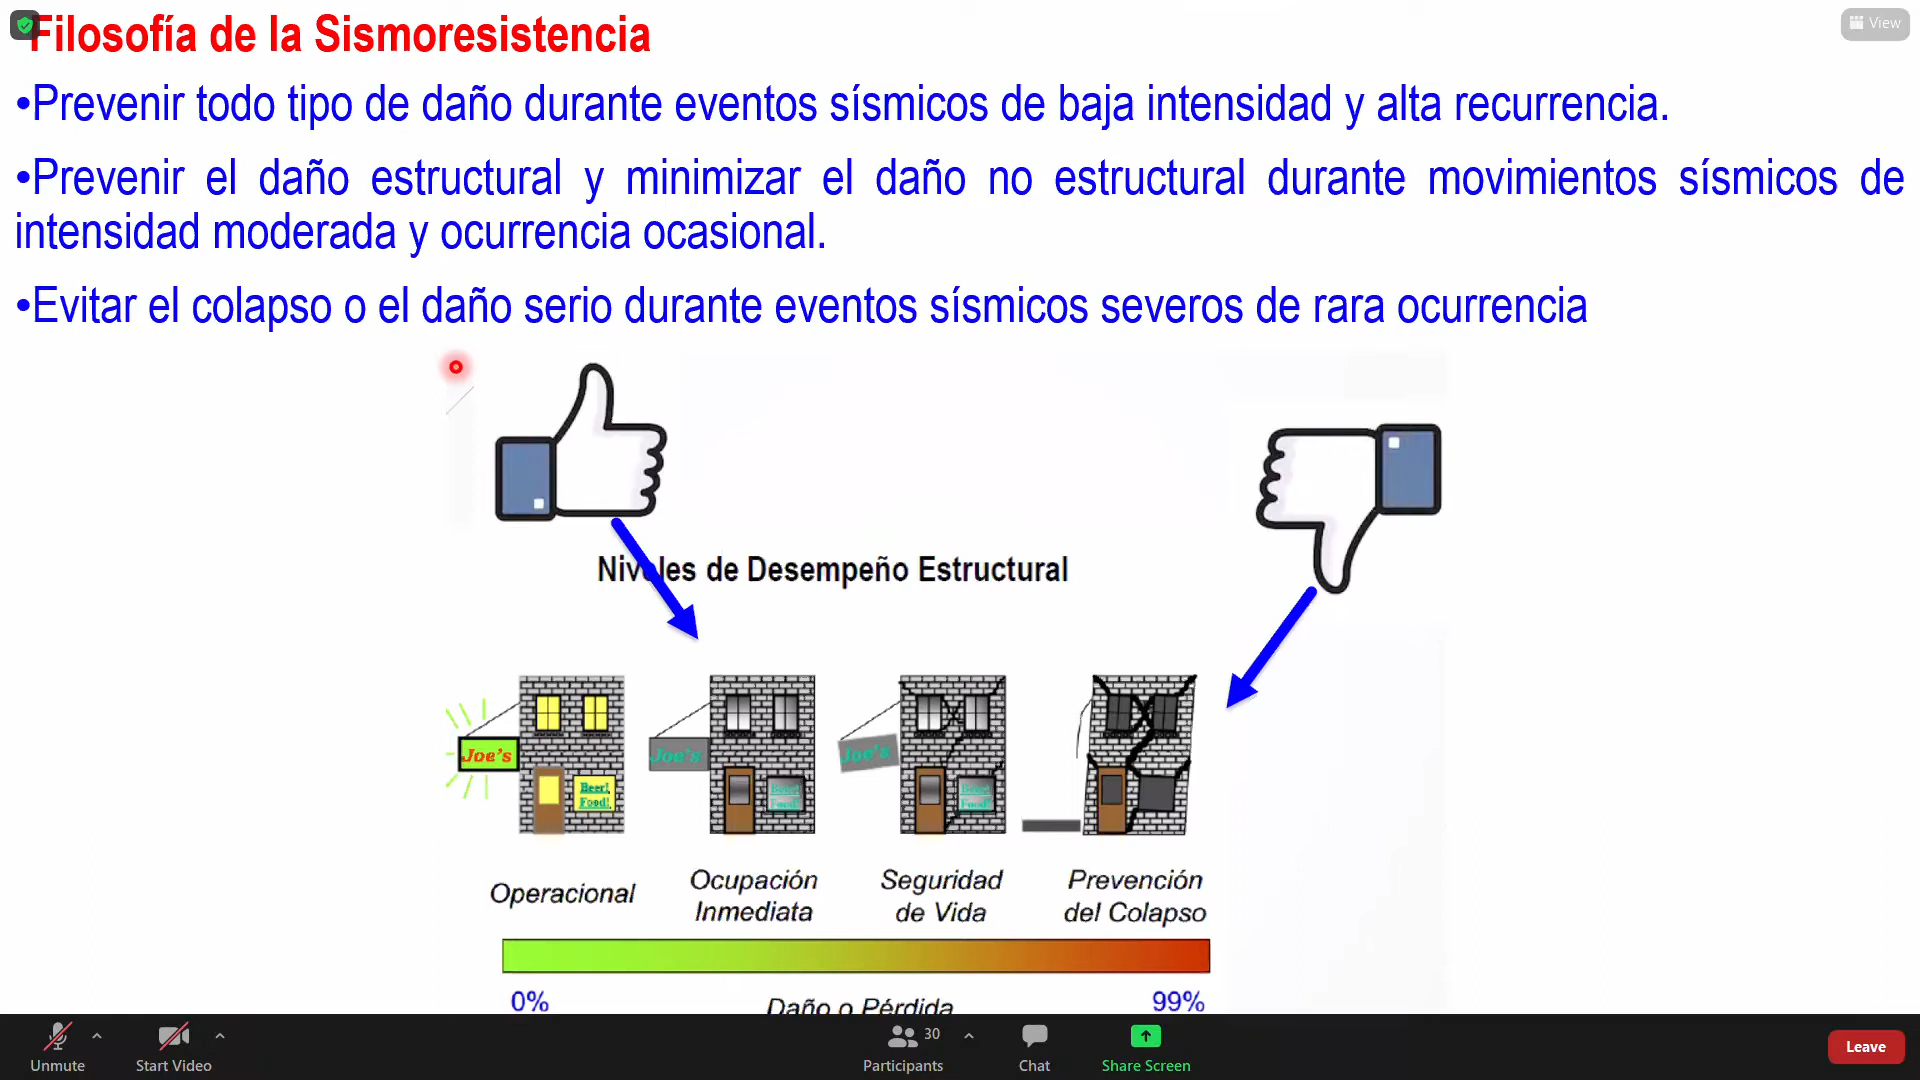 View
Filosofía de la Sismoresistencia
•Prevenir todo tipo de daño durante eventos sísmicos de baja intensidad y alta recurrencia.
•Prevenir el daño estructural y minimizar el daño no estructural durante movimientos sísmicos de
intensidad moderada y ocurrencia ocasional.
•Evitar el colapso o el daño serio durante eventos sísmicos severos de rara ocurrencia
Niveles de Desempeño Estructural
Joe's
Beer!
Food!
Joe's
Beer!
Food!
Joe's
Beer!
Food!
Operacional
Ocupación
Inmediata
Seguridad
de Vida
Prevención
del Colapso
0%
Daño o Pérdida
99%
Unmute
Start Video
30
Participants
Chat
Share Screen
Leave